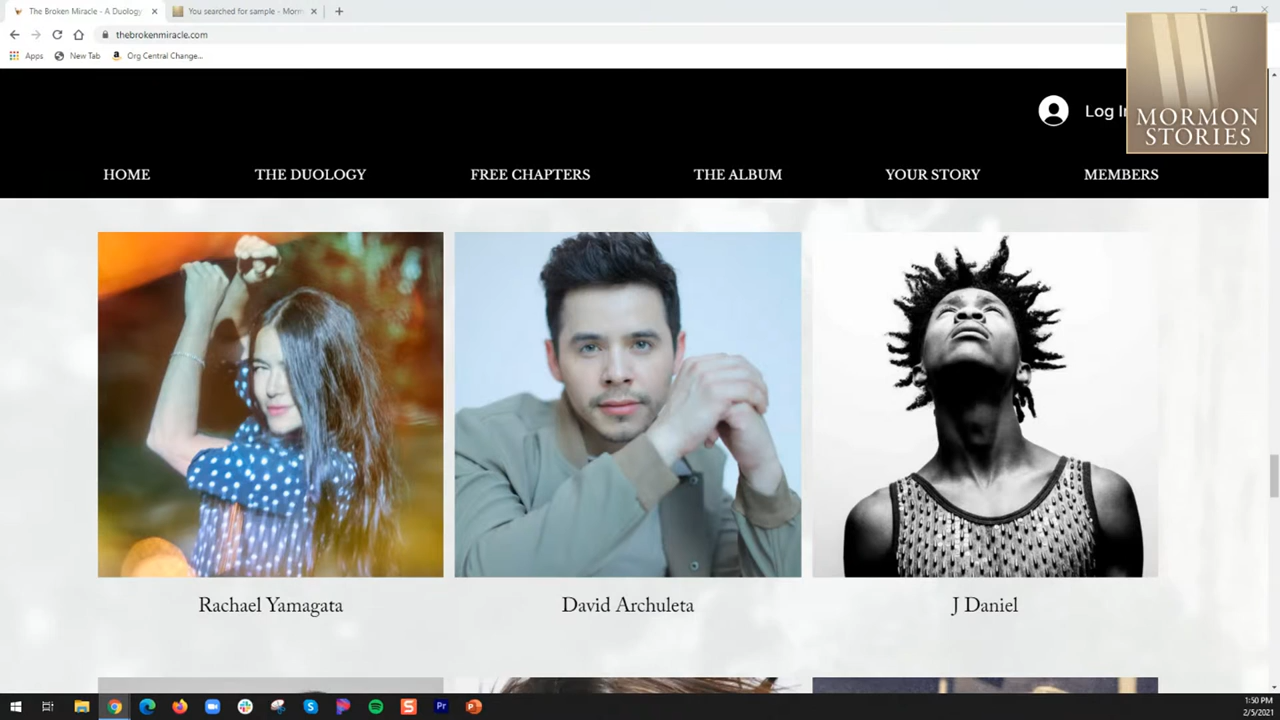 The Broken Miracle - A Duology
You searched for sample - Morm
thebrokenmiracle.com
Apps
New Tab
Org Central Change...
Log In
MORMON
STORIES
HOME
THE DUOLOGY
FREE CHAPTERS
THE ALBUM
YOUR STORY
MEMBERS
Rachael Yamagata
David Archuleta
J Daniel
1:50 PM
2/5/2021